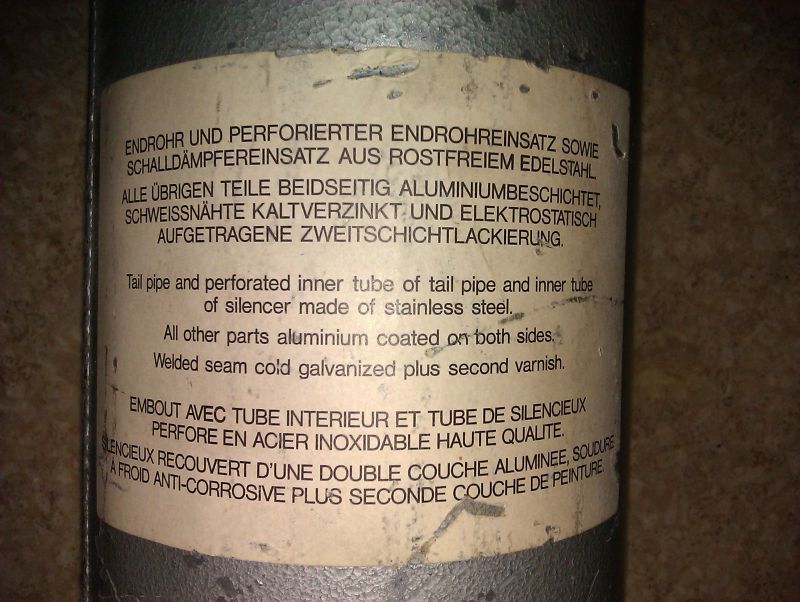 ENDROHR UND PERFORIERTER ENDROHREINSATZ SOWIE
SCHALLDÄMPFEREINSATZ AUS ROSTFREIEM EDELSTAHL.
ALLE ÜBRIGEN TEILE BEIDSEITIG ALUMINIUMBESCHICHTET,
SCHWEISSNÄHTE KALTVERZINKT UND ELEKTROSTATISCH
AUFGETRAGENE ZWEITSCHICHTLACKIERUNG.
Tail pipe and perforated inner tube of tail pipe and inner tube
of silencer made of stainless steel.
All other parts aluminium coated on both sides.
Welded seam cold galvanized plus second varnish.
EMBOUT AVEC TUBE INTERIEUR ET TUBE DE SILENCIEUX
PERFORE EN ACIER INOXIDABLE HAUTE QUALITE.
SILENCIEUX RECOUVERT D'UNE DOUBLE COUCHE ALUMINEE, SOUDURE
À FROID ANTI-CORROSIVE PLUS SECONDE COUCHE DE PEINTURE.